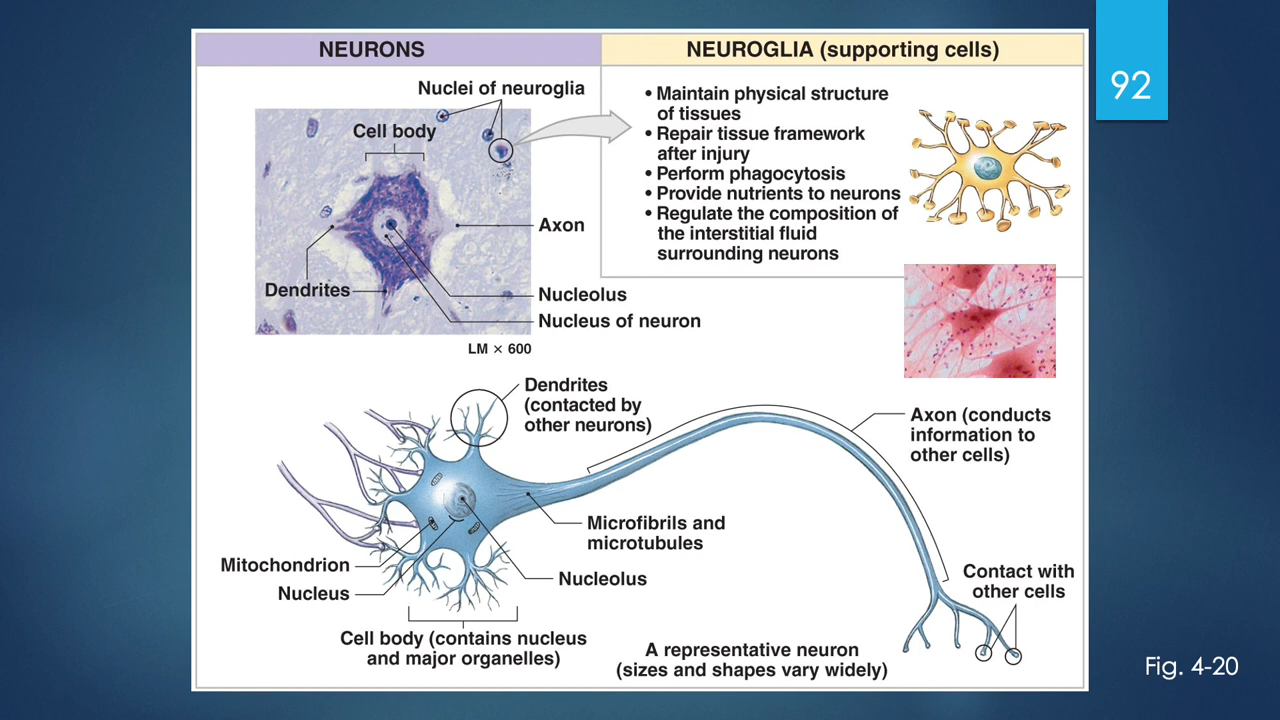 NEURONS
NEUROGLIA (supporting cells)
92
Nuclei of neuroglia
Cell body
Axon
Dendrites
Nucleolus
Nucleus of neuron
LM × 600
• Maintain physical structure
of tissues
• Repair tissue framework
after injury
• Perform phagocytosis
• Provide nutrients to neurons
• Regulate the composition of
the interstitial fluid
surrounding neurons
Dendrites
(contacted by
other neurons)
Axon (conducts
information to
other cells)
Microfibrils and
microtubules
Mitochondrion
Nucleus
Nucleolus
Contact with
other cells
Cell body (contains nucleus
and major organelles)
A representative neuron
(sizes and shapes vary widely)
Fig. 4-20